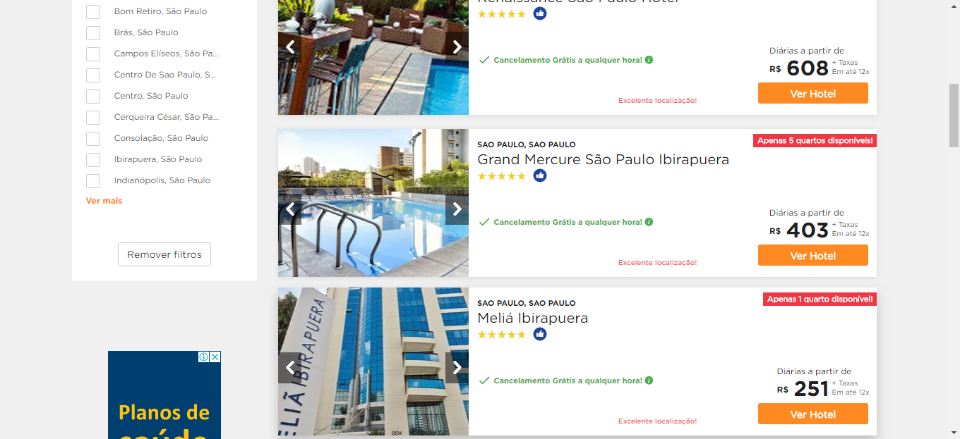 Bom Retiro, São Paulo
Brás, São Paulo
Campos Elíseos, São Pa...
Centro De Sao Paulo, S...
Centro, São Paulo
Cerqueira César, São Pa...
Consolação, São Paulo
Ibirapuera, São Paulo
Indianópolis, São Paulo
Ver mais
Remover filtros
Planos de
saúde
Renaissance São Paulo Hotel
Cancelamento Grátis a qualquer hora!
Excelente localização!
Diárias a partir de
R$ 608 + Taxas
Em até 12x
Ver Hotel
SAO PAULO, SAO PAULO
Apenas 5 quartos disponíveis!
Grand Mercure São Paulo Ibirapuera
Cancelamento Grátis a qualquer hora!
Excelente localização!
Diárias a partir de
R$ 403 + Taxas
Em até 12x
Ver Hotel
MELIÁ IBIRAPUERA
SAO PAULO, SAO PAULO
Apenas 1 quarto disponível!
Meliá Ibirapuera
Cancelamento Grátis a qualquer hora!
Excelente localização!
Diárias a partir de
R$ 251 + Taxas
Em até 12x
Ver Hotel